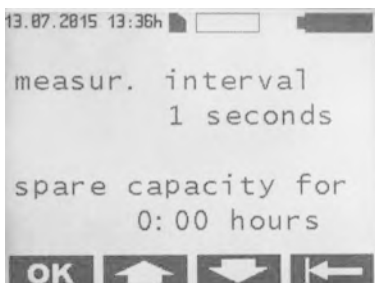 13.07.2015 13:36h
measur. interval
1 seconds
spare capacity for
0:00 hours
OK